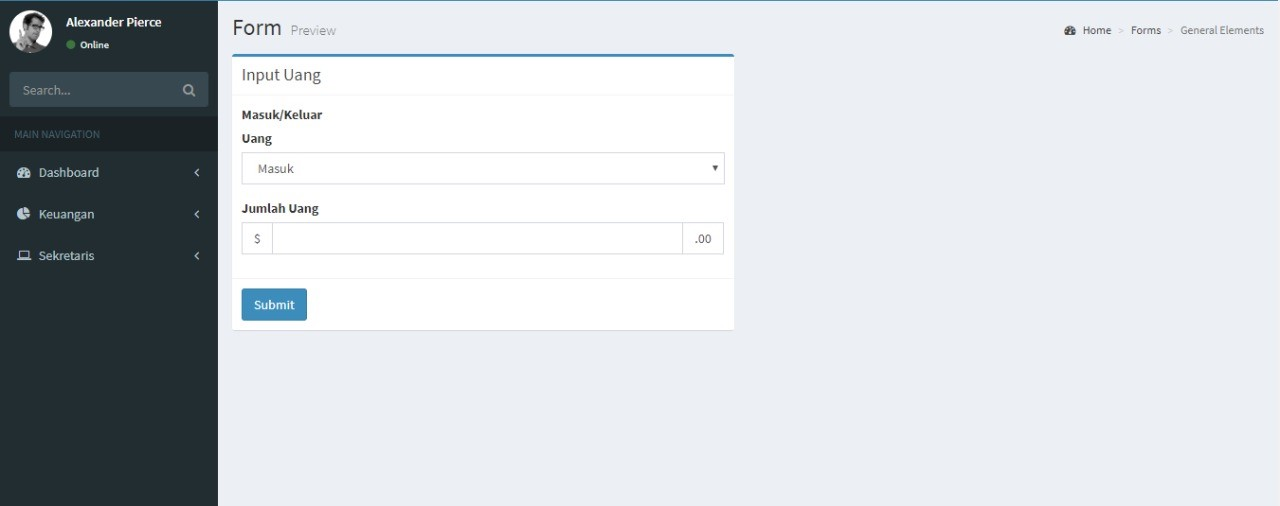 Alexander Pierce
Online
Search...
MAIN NAVIGATION
Dashboard
Keuangan
Sekretaris
Form Preview
Home > Forms > General Elements
Input Uang
Masuk/Keluar
Uang
Masuk
Jumlah Uang
$ .00
Submit